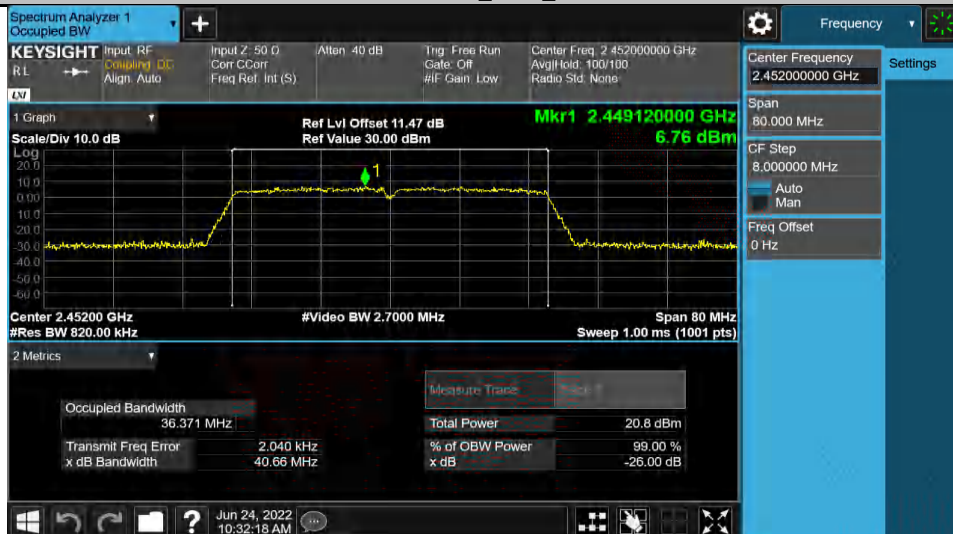 Spectrum Analyzer 1
Occupied BW
+
Frequency
KEYSIGHT
RL
LXI
Input: RF
Coupling: DC
Align: Auto
Input Z: 50 Ω
Corr CCorr
Freq Ref: Int (S)
Atten: 40 dB
Trig: Free Run
Gate: Off
#IF Gain: Low
Center Freq: 2.452000000 GHz
Avg|Hold: 100/100
Radio Std: None
Center Frequency
2.452000000 GHz
Settings
Span
80.000 MHz
CF Step
8.000000 MHz
Auto
Man
Freq Offset
0 Hz
1 Graph
Scale/Div 10.0 dB
Ref Lvl Offset 11.47 dB
Ref Value 30.00 dBm
Mkr1 2.449120000 GHz
6.76 dBm
Log
20.0
10.0
0.00
-10.0
-20.0
-30.0
-40.0
-50.0
-60.0
1
Center 2.45200 GHz
#Res BW 820.00 kHz
#Video BW 2.7000 MHz
Span 80 MHz
Sweep 1.00 ms (1001 pts)
2 Metrics
Measure Trace
Occupied Bandwidth
36.371 MHz
Total Power 20.8 dBm
Transmit Freq Error 2.040 kHz
% of OBW Power 99.00 %
x dB Bandwidth 40.66 MHz
x dB -26.00 dB
?
Jun 24, 2022
10:32:18 AM